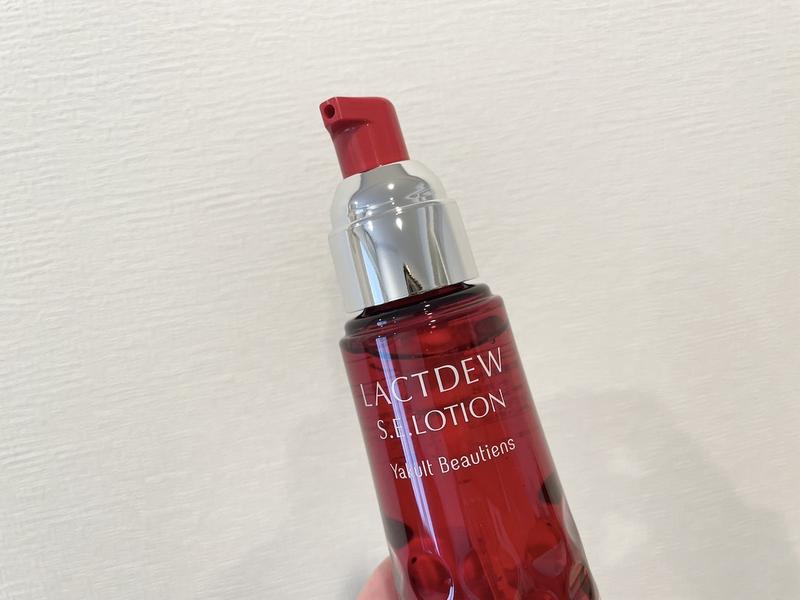 LACTDEW
S.E.LOTION
Yakult Beautiens